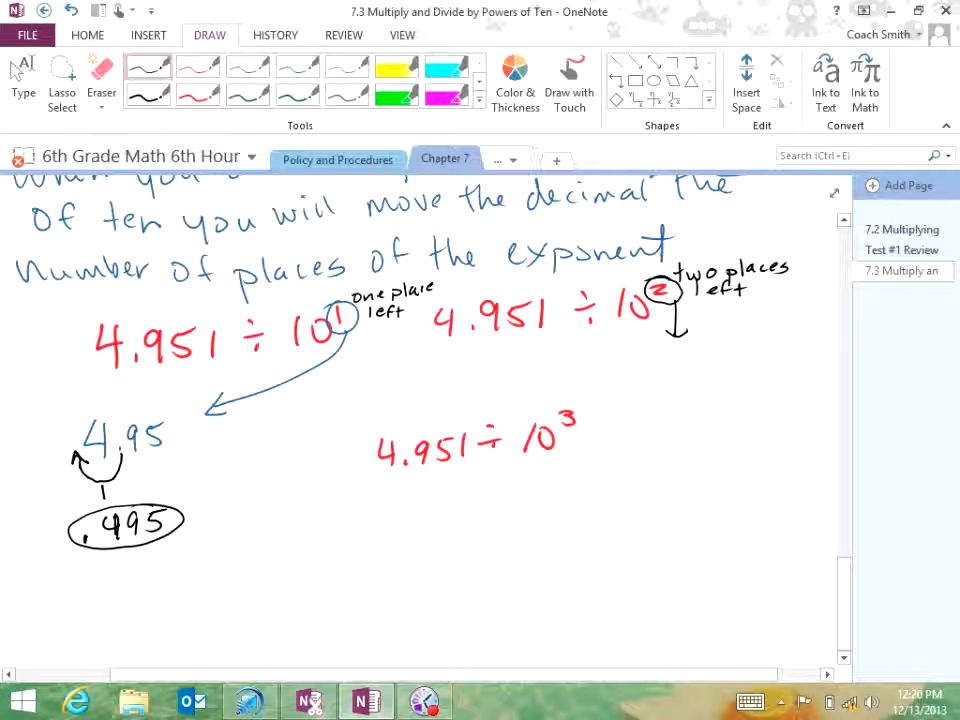 7.3 Multiply and Divide by Powers of Ten - OneNote
FILE HOME INSERT DRAW HISTORY REVIEW VIEW
Coach Smith
Type
Lasso Select
Eraser
Color & Thickness
Draw with Touch
Insert Space
Ink to Text
Ink to Math
Tools
Shapes
Edit
Convert
6th Grade Math 6th Hour
Policy and Procedures
Chapter 7
...
Search (Ctrl+E)
Add Page
7.2 Multiplying
Test #1 Review
7.3 Multiply an
When you
of ten you will move the decimal the
number of places of the exponent
one place left
two places left
4.951 ÷ 10¹
4.951 ÷ 10²
4.95
4.951 ÷ 10³
1
.495
12:20 PM
12/13/2013